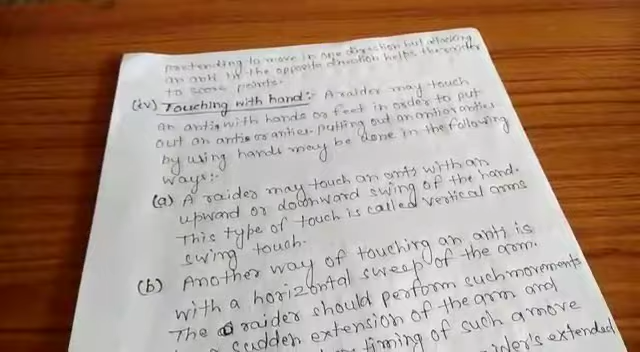 pretending to move in one direction but attacking
an anti in the opposite direction helps the raider
to score points.
(iv) Touching with hand:- A raider may touch
an antis with hands or feet in order to put
out an antis or anties. Putting out an anti or anties
by using hands may be done in the following
ways:-
(a) A raider may touch an anti with an
upward or downward swing of the hand.
This type of touch is called vertical arms
swing touch.
(b) Another way of touching an anti is
with a horizontal sweep of the arm.
The raider should perform such movements
sudden extension of the arm and
timing of such a move
raider's extended